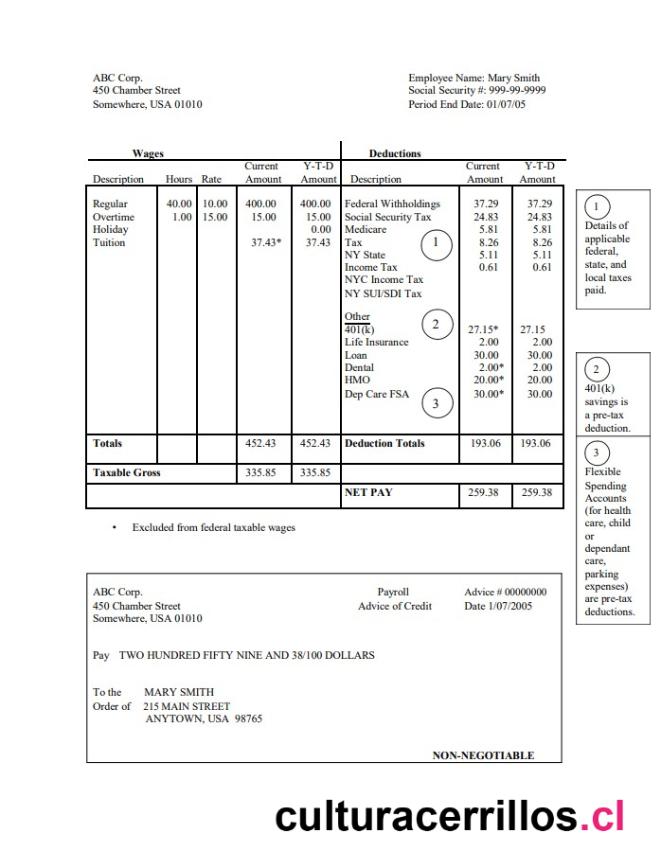 ABC Corp.
450 Chamber Street
Somewhere, USA 01010
Employee Name: Mary Smith
Social Security #: 999-99-9999
Period End Date: 01/07/05
Wages Deductions
Current Y-T-D Current Y-T-D
Description Hours Rate Amount Amount Description Amount Amount
Regular 40.00 10.00 400.00 400.00 Federal Withholdings 37.29 37.29
Overtime 1.00 15.00 15.00 15.00 Social Security Tax 24.83 24.83
Holiday 0.00 Medicare 5.81 5.81
Tuition 37.43* 37.43 Tax 8.26 8.26
NY State 5.11 5.11
Income Tax 0.61 0.61
NYC Income Tax
NY SUI/SDI Tax
1
Other
401(k) 27.15* 27.15
Life Insurance 2.00 2.00
Loan 30.00 30.00
Dental 2.00* 2.00
HMO 20.00* 20.00
Dep Care FSA 30.00* 30.00
2
3
Totals 452.43 452.43 Deduction Totals 193.06 193.06
Taxable Gross 335.85 335.85
NET PAY 259.38 259.38
• Excluded from federal taxable wages
1
Details of
applicable
federal,
state, and
local taxes
paid.
2
401(k)
savings is
a pre-tax
deduction.
3
Flexible
Spending
Accounts
(for health
care, child
or
dependant
care,
parking
expenses)
are pre-tax
deductions.
ABC Corp. Payroll Advice # 00000000
450 Chamber Street Advice of Credit Date 1/07/2005
Somewhere, USA 01010
Pay TWO HUNDRED FIFTY NINE AND 38/100 DOLLARS
To the MARY SMITH
Order of 215 MAIN STREET
ANYTOWN, USA 98765
NON-NEGOTIABLE
culturacerrillos.cl